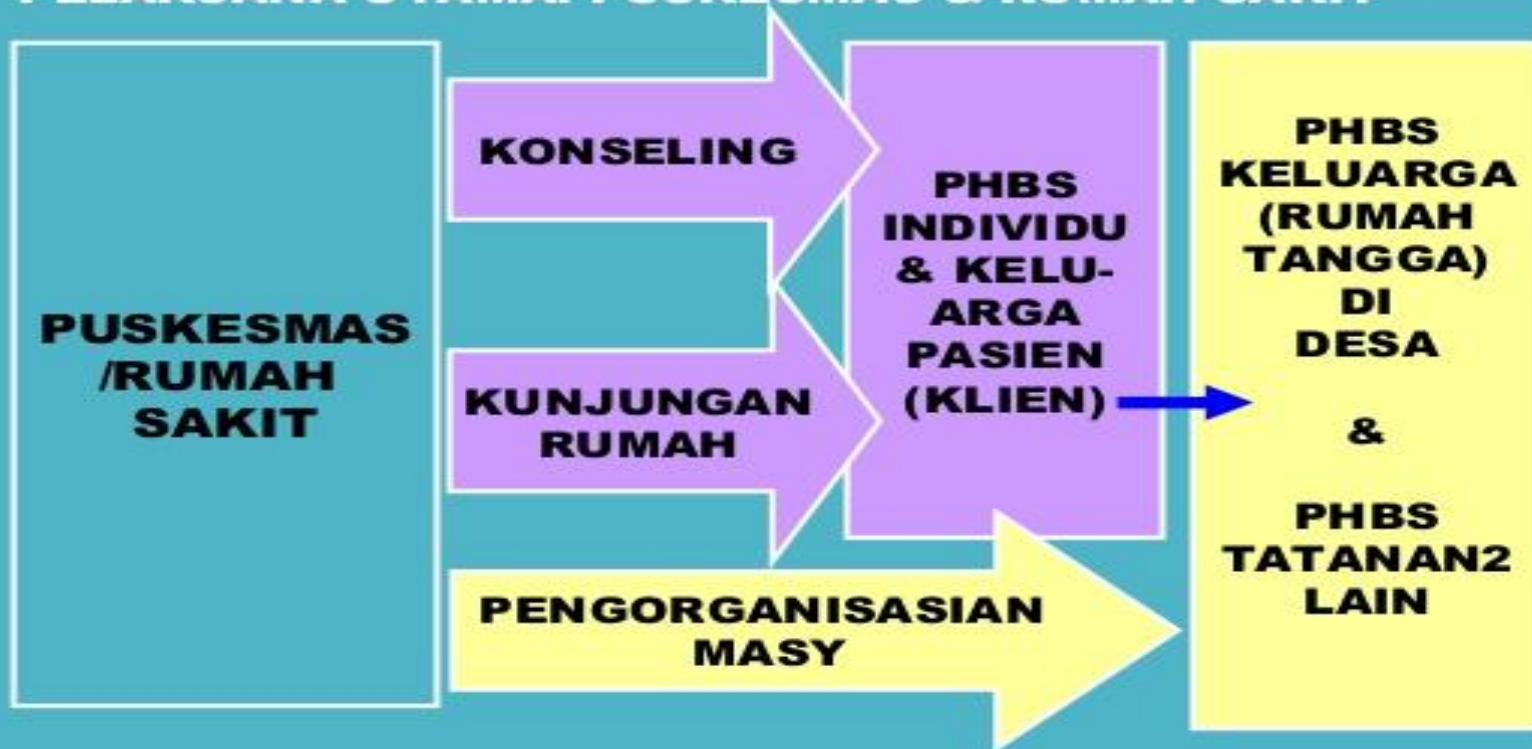 PUSKESMAS
/RUMAH
SAKIT
KONSELING
KUNJUNGAN
RUMAH
PENGORGANISASIAN
MASY
PHBS
INDIVIDU
& KELU-
ARGA
PASIEN
(KLIEN)
PHBS
KELUARGA
(RUMAH
TANGGA)
DI
DESA
&
PHBS
TATANAN2
LAIN